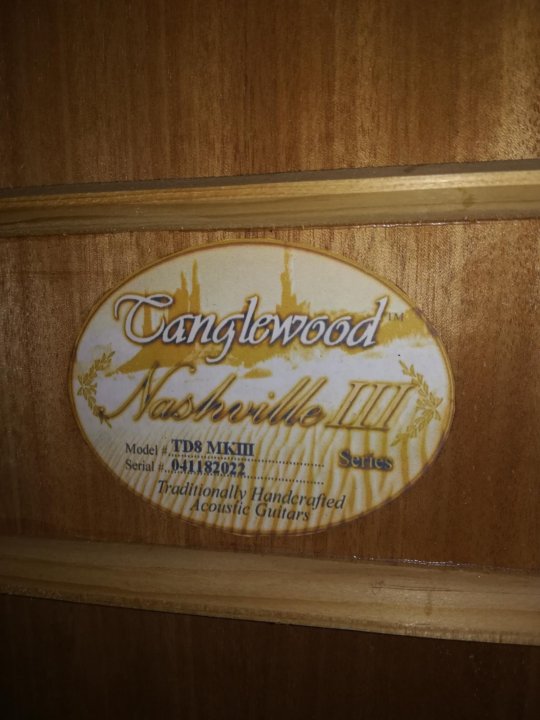 Tanglewood™
Nashville III
Model # TD8 MKIII
Serial # 041182022
Series
Traditionally Handcrafted
Acoustic Guitars